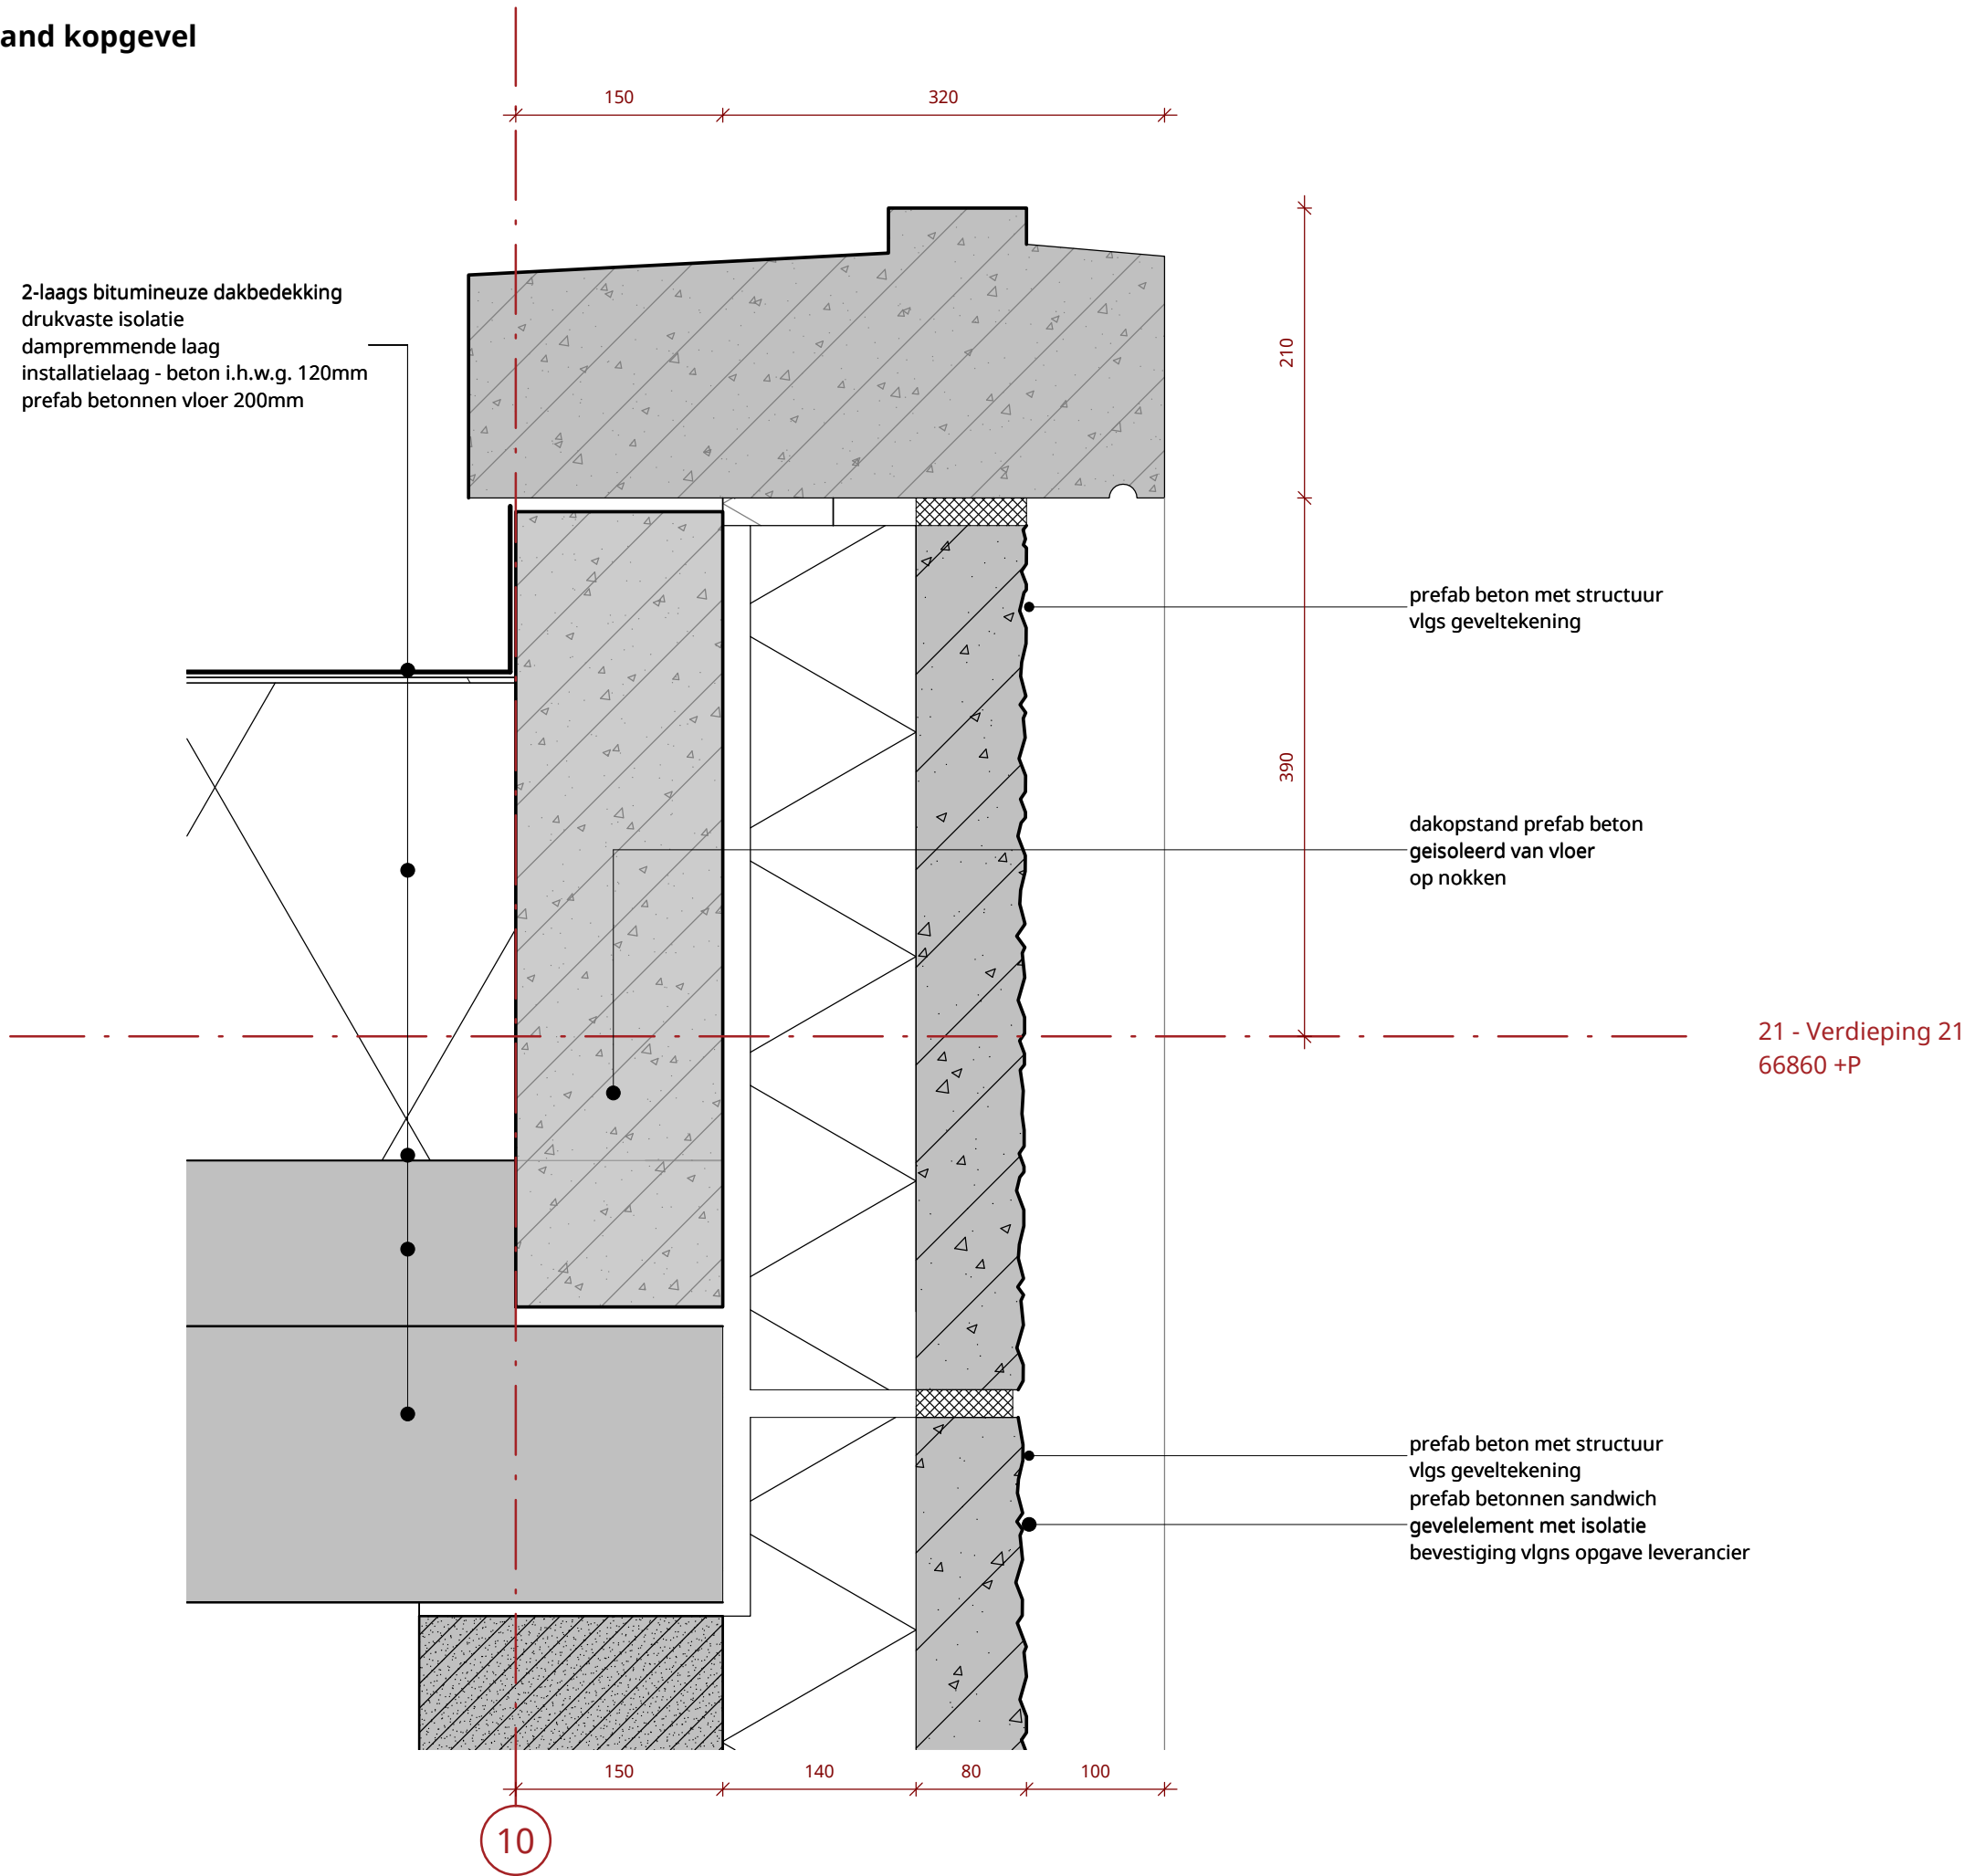 and kopgevel
150
320
2-laags bitumineuze dakbedekking
drukvaste isolatie
dampremmende laag
installatielaag - beton i.h.w.g. 120mm
prefab betonnen vloer 200mm
210
prefab beton met structuur
vlgs geveltekening
390
dakopstand prefab beton
geisoleerd van vloer
op nokken
21 - Verdieping 21
66860 +P
prefab beton met structuur
vlgs geveltekening
prefab betonnen sandwich
gevelelement met isolatie
bevestiging vlgns opgave leverancier
150
140
80
100
10